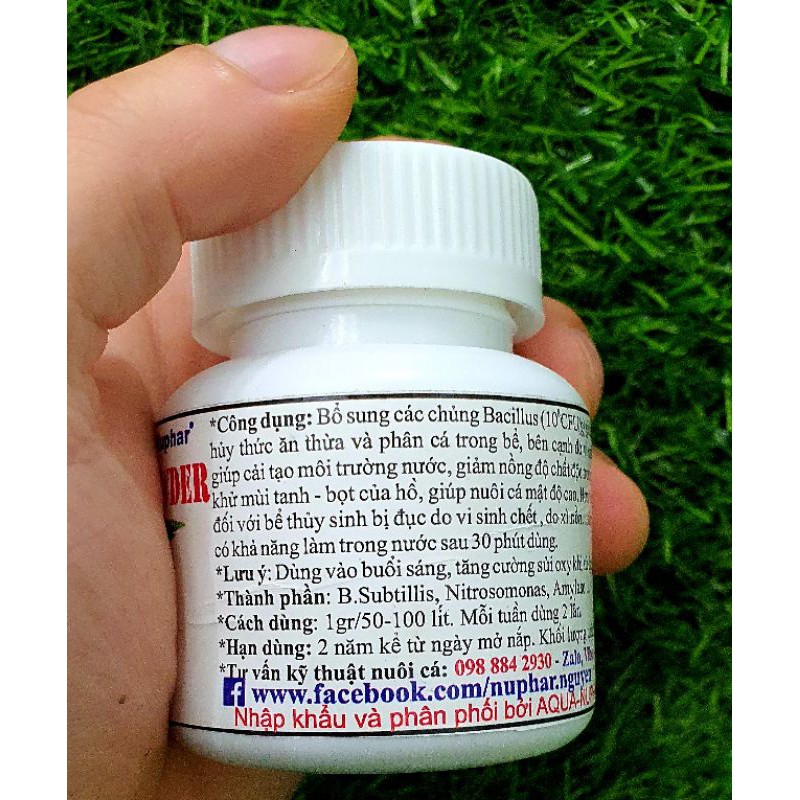 Nuphar®
DER
*Công dụng: Bổ sung các chủng Bacillus (10
hủy thức ăn thừa và phân cá trong bể, bên cạnh đó
giúp cải tạo môi trường nước, giảm nồng độ chất độc
khử mùi tanh - bọt của hồ, giúp nuôi cá mật độ cao.
đối với bể thủy sinh bị đục do vi sinh chết , do xì
có khả năng làm trong nước sau 30 phút dùng.
*Lưu ý: Dùng vào buổi sáng, tăng cường sủi oxy khi
*Thành phần: B.Subtillis, Nitrosomonas,
*Cách dùng: 1gr/50-100 lít. Mỗi tuần dùng 2 lần.
*Hạn dùng: 2 năm kể từ ngày mở nắp. Khối lượng
*Tư vấn kỹ thuật nuôi cá: 098 884 2930 - Zalo,
www.facebook.com/nuphar.nguyen
Nhập khẩu và phân phối bởi AQUA-